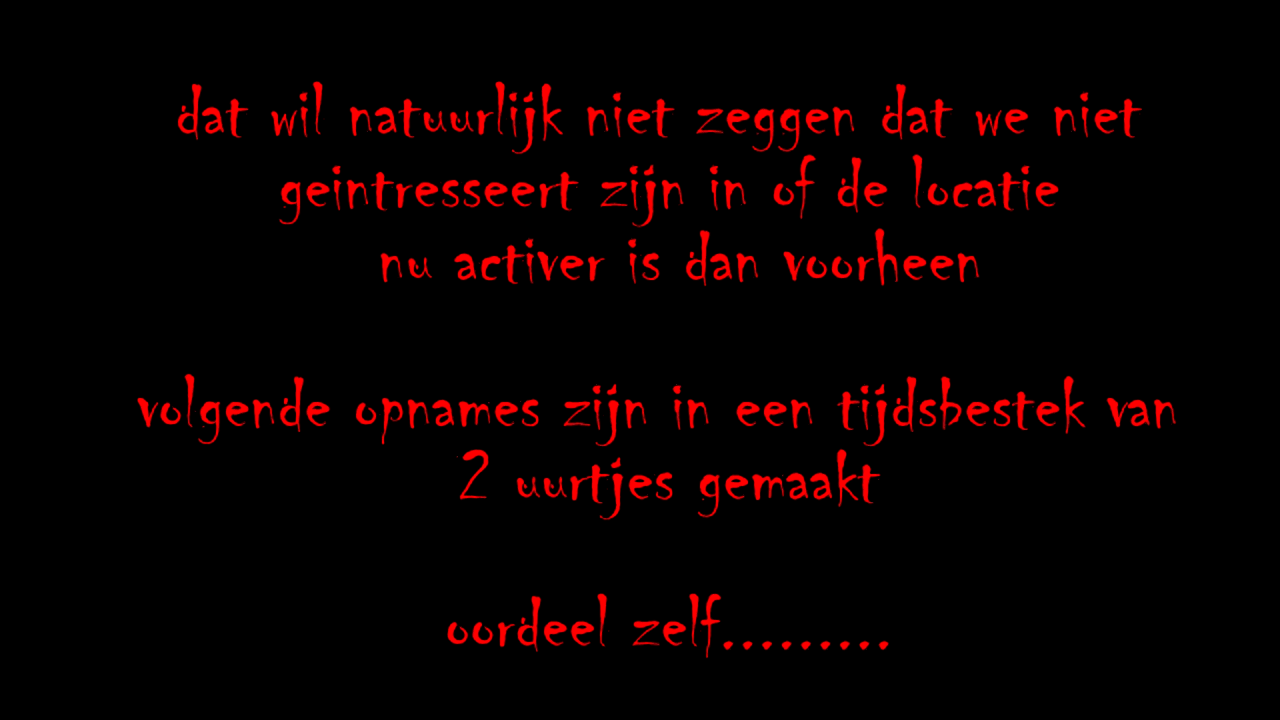 dat wil natuurlijk niet zeggen dat we niet
geintresseert zijn in of de locatie
nu activer is dan voorheen
volgende opnames zijn in een tijdsbestek van
2 uurtjes gemaakt
oordeel zelf.........